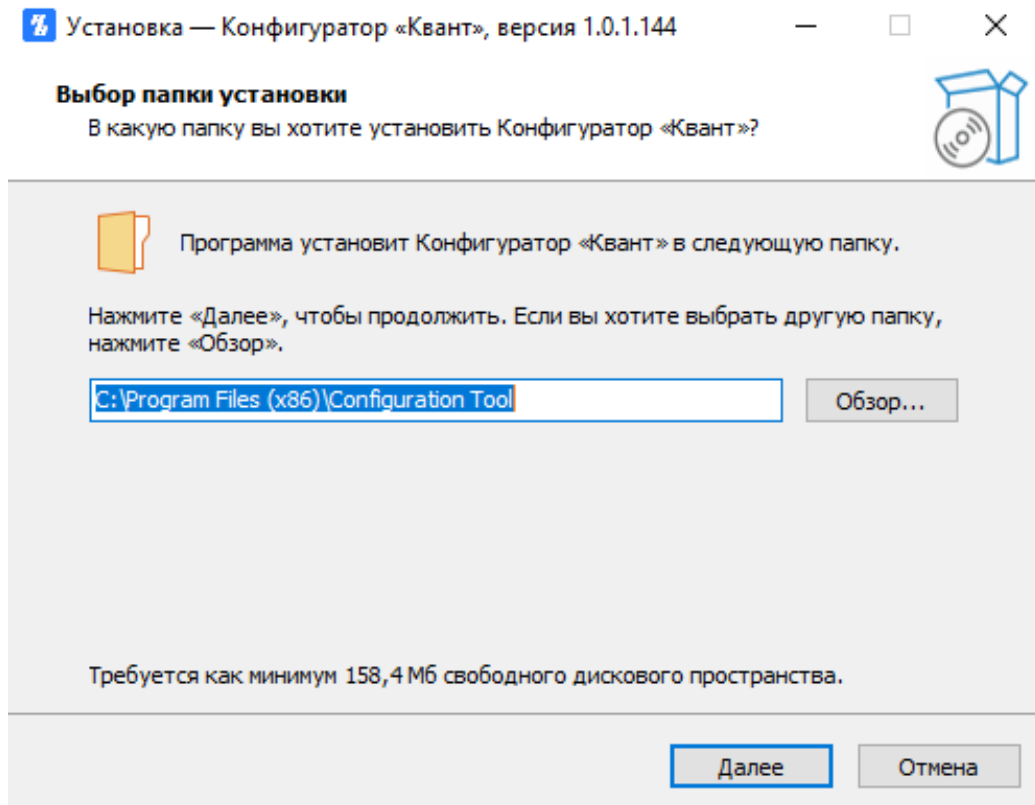 Установка — Конфигуратор «Квант», версия 1.0.1.144
Выбор папки установки
В какую папку вы хотите установить Конфигуратор «Квант»?
Программа установит Конфигуратор «Квант» в следующую папку.
Нажмите «Далее», чтобы продолжить. Если вы хотите выбрать другую папку,
нажмите «Обзор».
C:\Program Files (x86)\Configuration Tool
Обзор...
Требуется как минимум 158,4 Мб свободного дискового пространства.
Далее
Отмена